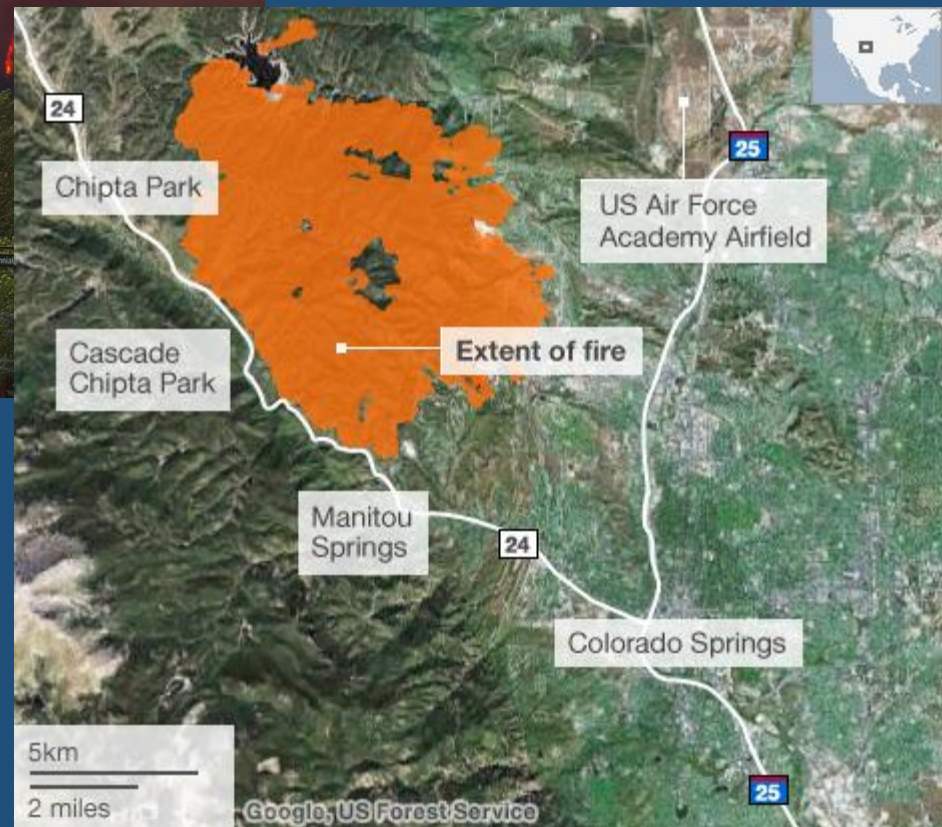 24
25
Chipta Park
US Air Force
Academy Airfield
Extent of fire
Cascade
Chipta Park
Manitou
Springs
24
Colorado Springs
5km
2 miles
25
Google, US Forest Service